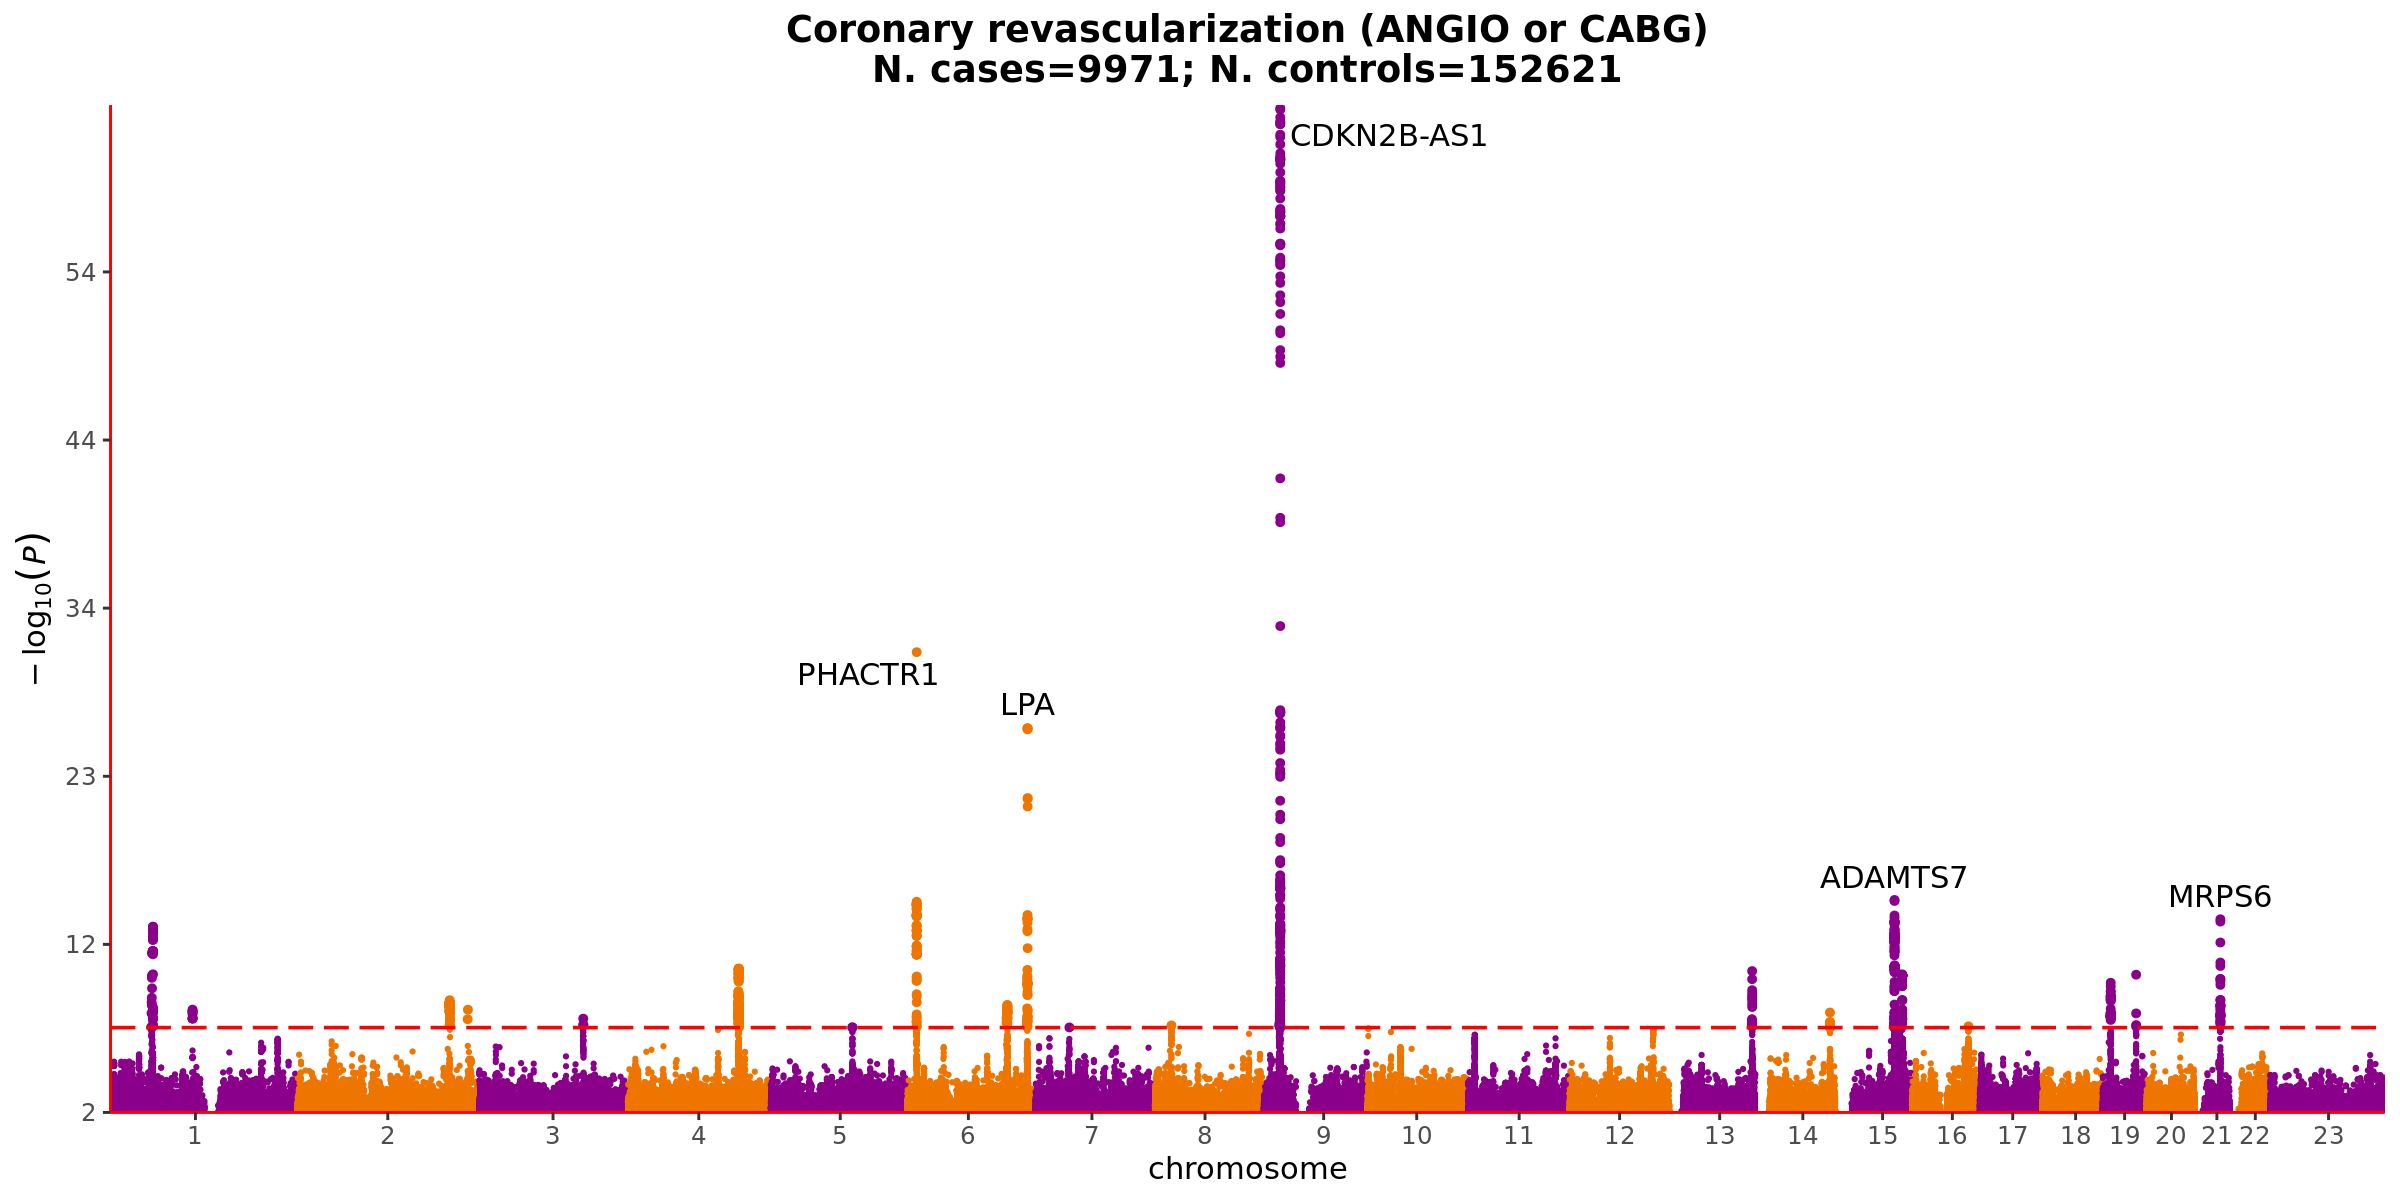 Coronary revascularization (ANGIO or CABG)
N. cases=9971; N. controls=152621
CDKN2B-AS1
54
44
34
23
12
2
−log10(P)
PHACTR1
LPA
ADAMTS7
MRPS6
1 2 3 4 5 6 7 8 9 10 11 12 13 14 15 16 17 18 19 20 21 22 23
chromosome